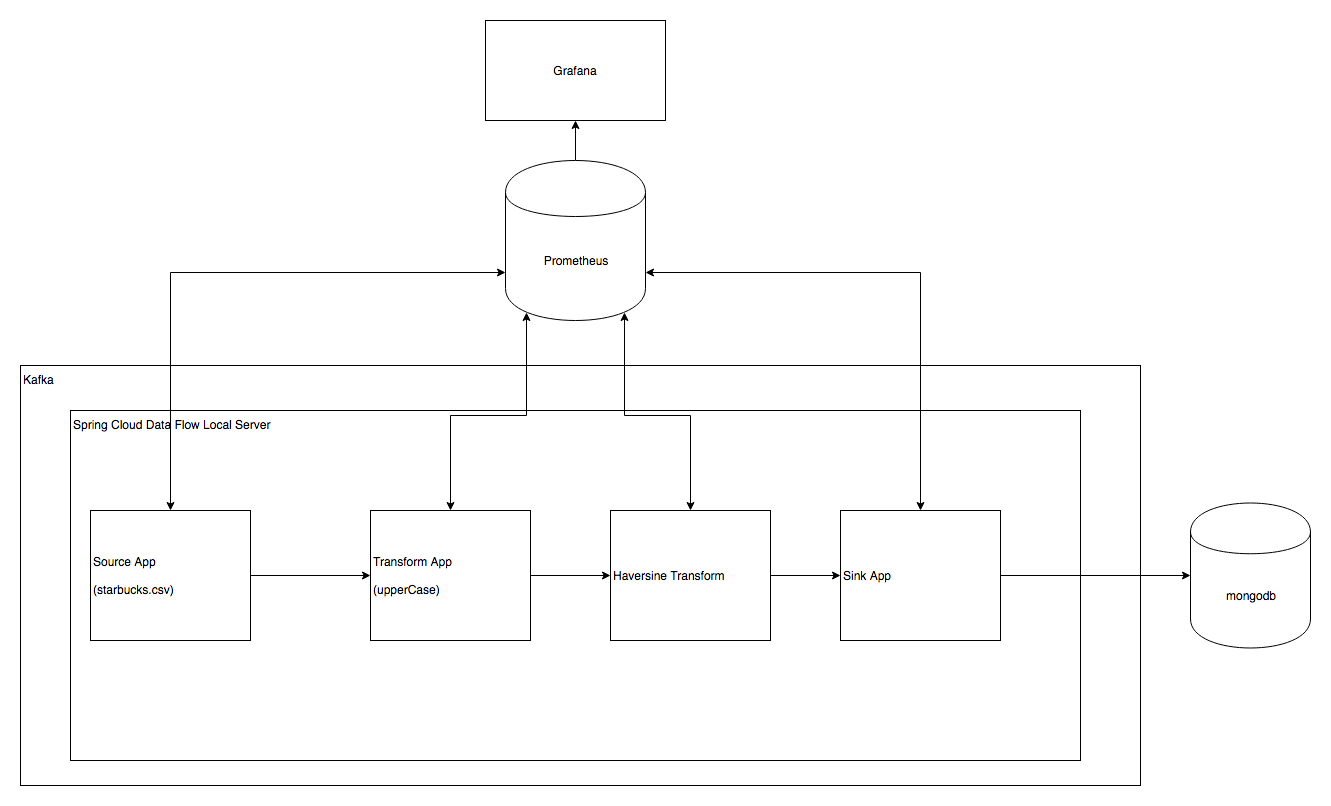 Grafana
Prometheus
Kafka
Spring Cloud Data Flow Local Server
Source App
(starbucks.csv)
Transform App
(upperCase)
Haversine Transform
Sink App
mongodb